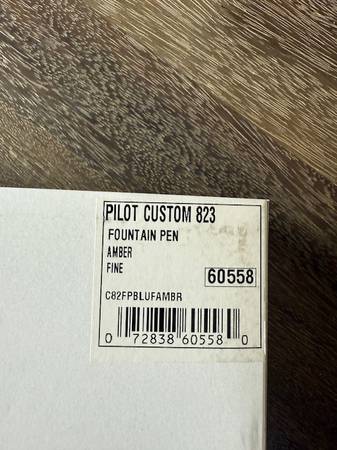 PILOT CUSTOM 823
FOUNTAIN PEN
AMBER
FINE
60558
C82FPBLUFAMBR
0 72838 60558 0